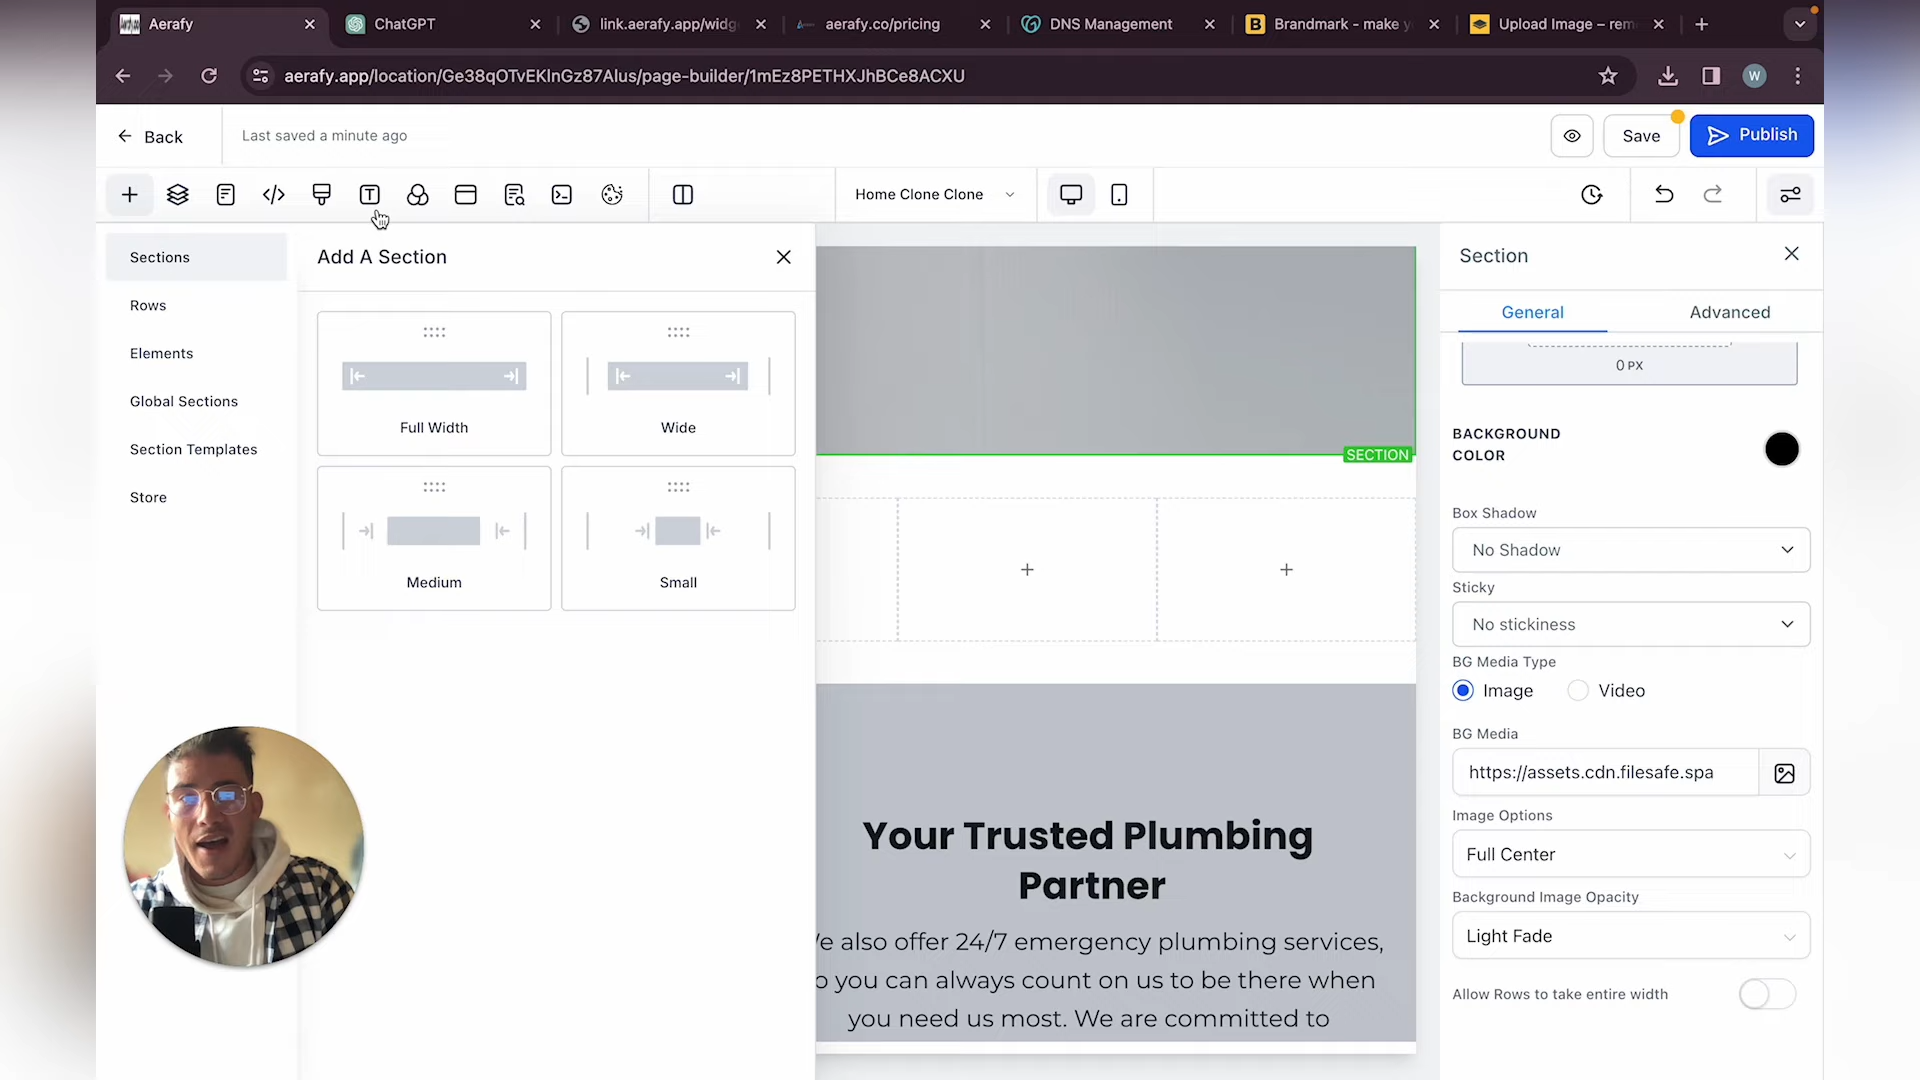 Aerafy
ChatGPT
link.aerafy.app/widg
aerafy.co/pricing
DNS Management
Brandmark - make y
Upload Image – rem
aerafy.app/location/Ge38qOTvEKlnGz87Alus/page-builder/1mEz8PETHXJhBCe8ACXU
W
Back
Last saved a minute ago
Save
Publish
Home Clone Clone
Sections
Rows
Elements
Global Sections
Section Templates
Store
Add A Section
Full Width
Wide
Medium
Small
SECTION
Your Trusted Plumbing
Partner
e also offer 24/7 emergency plumbing services,
you can always count on us to be there when
you need us most. We are committed to
Section
General
Advanced
0 PX
BACKGROUND
COLOR
Box Shadow
No Shadow
Sticky
No stickiness
BG Media Type
Image
Video
BG Media
https://assets.cdn.filesafe.spa
Image Options
Full Center
Background Image Opacity
Light Fade
Allow Rows to take entire width